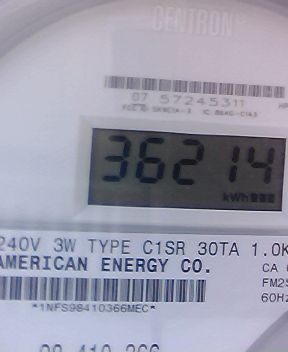 CENTRON
07 57245311
36214
kWh
240V 3W TYPE C1SR 30TA 1.0K
AMERICAN ENERGY CO.
CA
FM2S
60Hz
*1NFS98410366MEC*